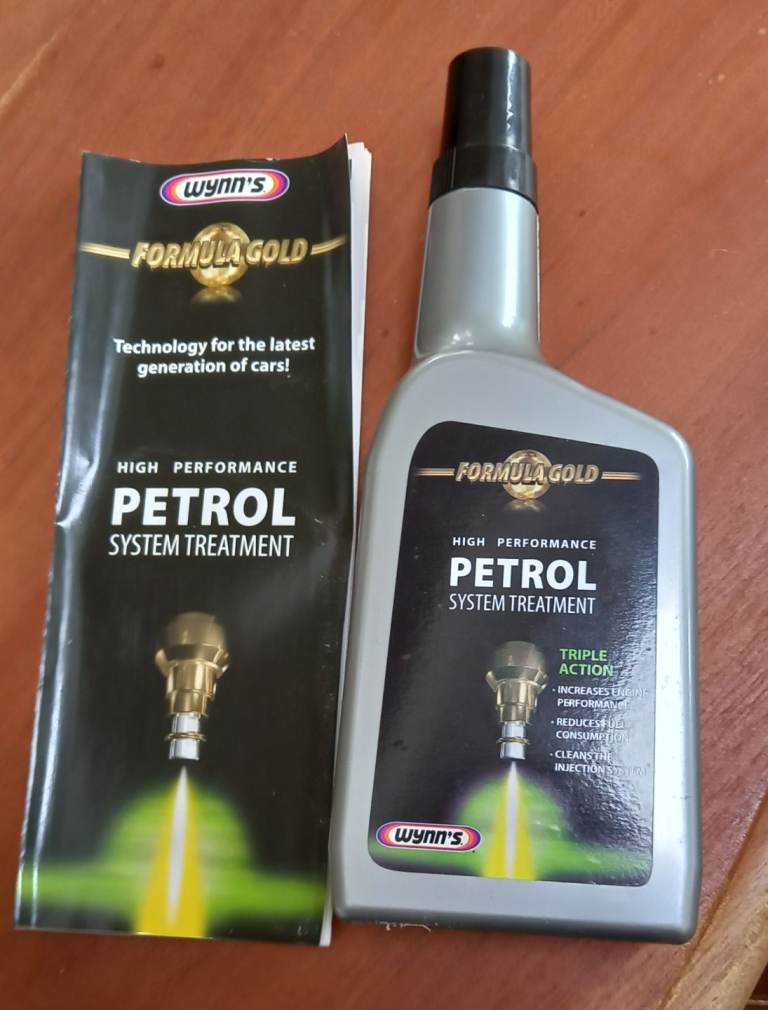 Wynn's
FORMULA GOLD
Technology for the latest
generation of cars!
HIGH PERFORMANCE
PETROL
SYSTEM TREATMENT
FORMULA GOLD
HIGH PERFORMANCE
PETROL
SYSTEM TREATMENT
TRIPLE
ACTION
• INCREASES ENGINE
PERFORMANCE
• REDUCES FUEL
CONSUMPTION
• CLEANS THE
INJECTION SYSTEM
Wynn's